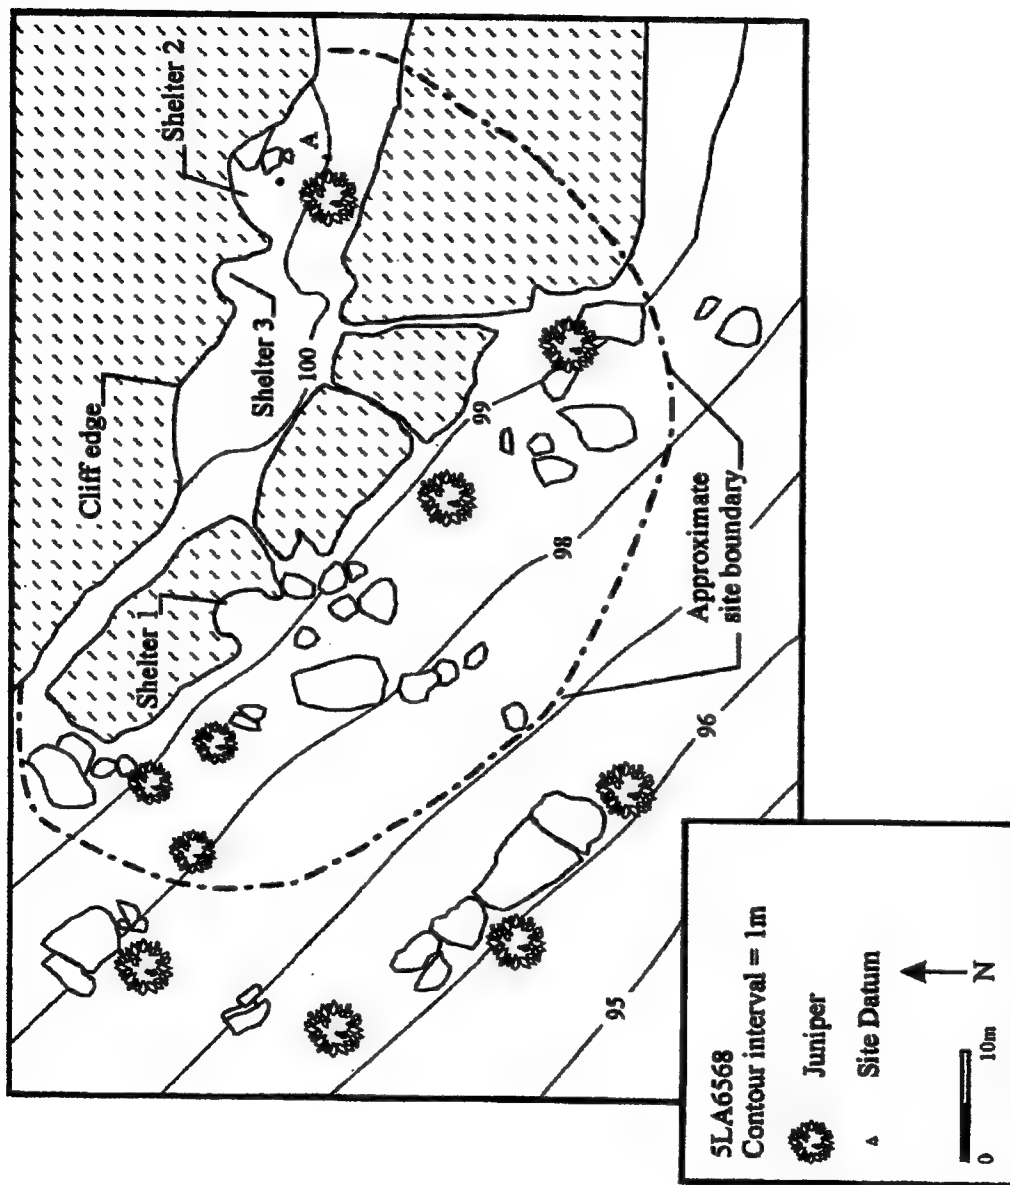 Shelter 2
A
Cliff edge
Shelter 3
100
Shelter 1
99
98
Approximate
site boundary
96
95
5LA6568
Contour interval = 1m
Juniper
Site Datum
N
0
10m